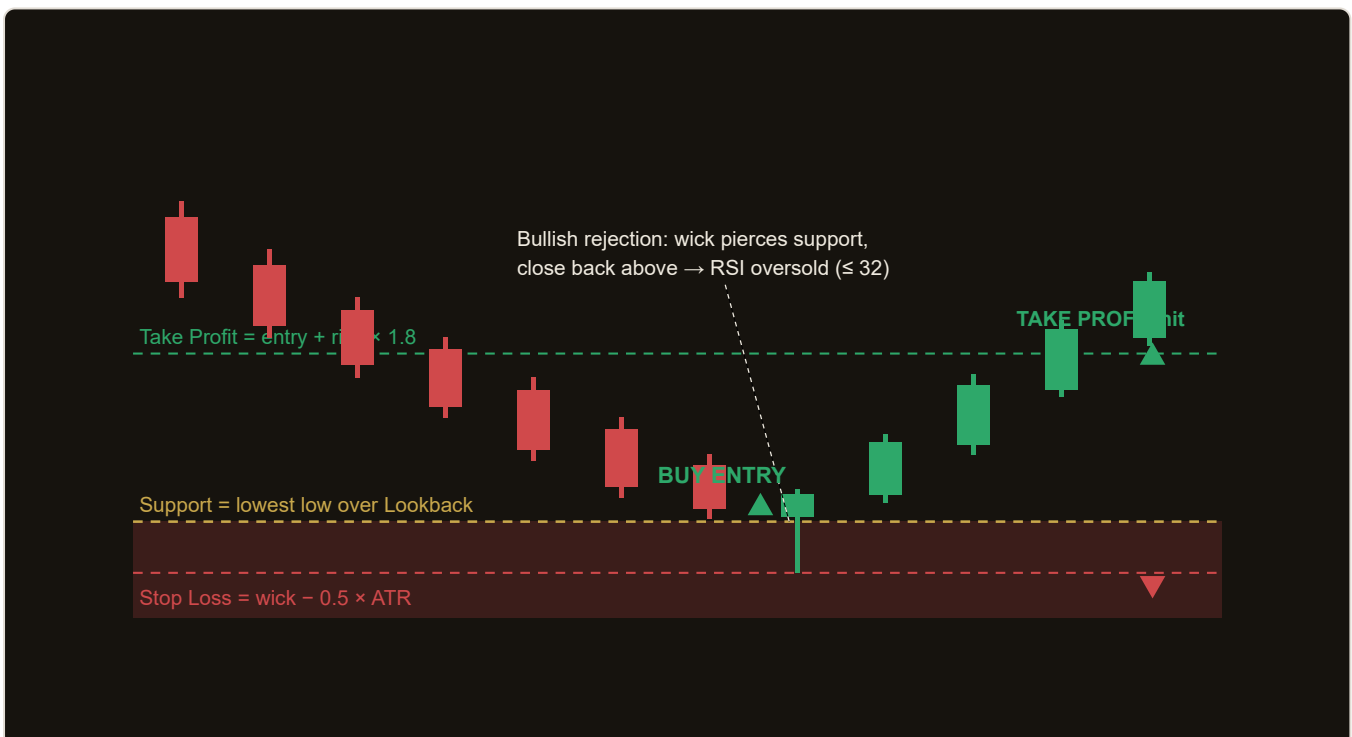 Bullish rejection: wick pierces support,
close back above → RSI oversold (≤ 32)
TAKE PROF hit
Take Profit = entry + ri × 1.8
BUY ENTRY
Support = lowest low over Lookback
Stop Loss = wick − 0.5 × ATR